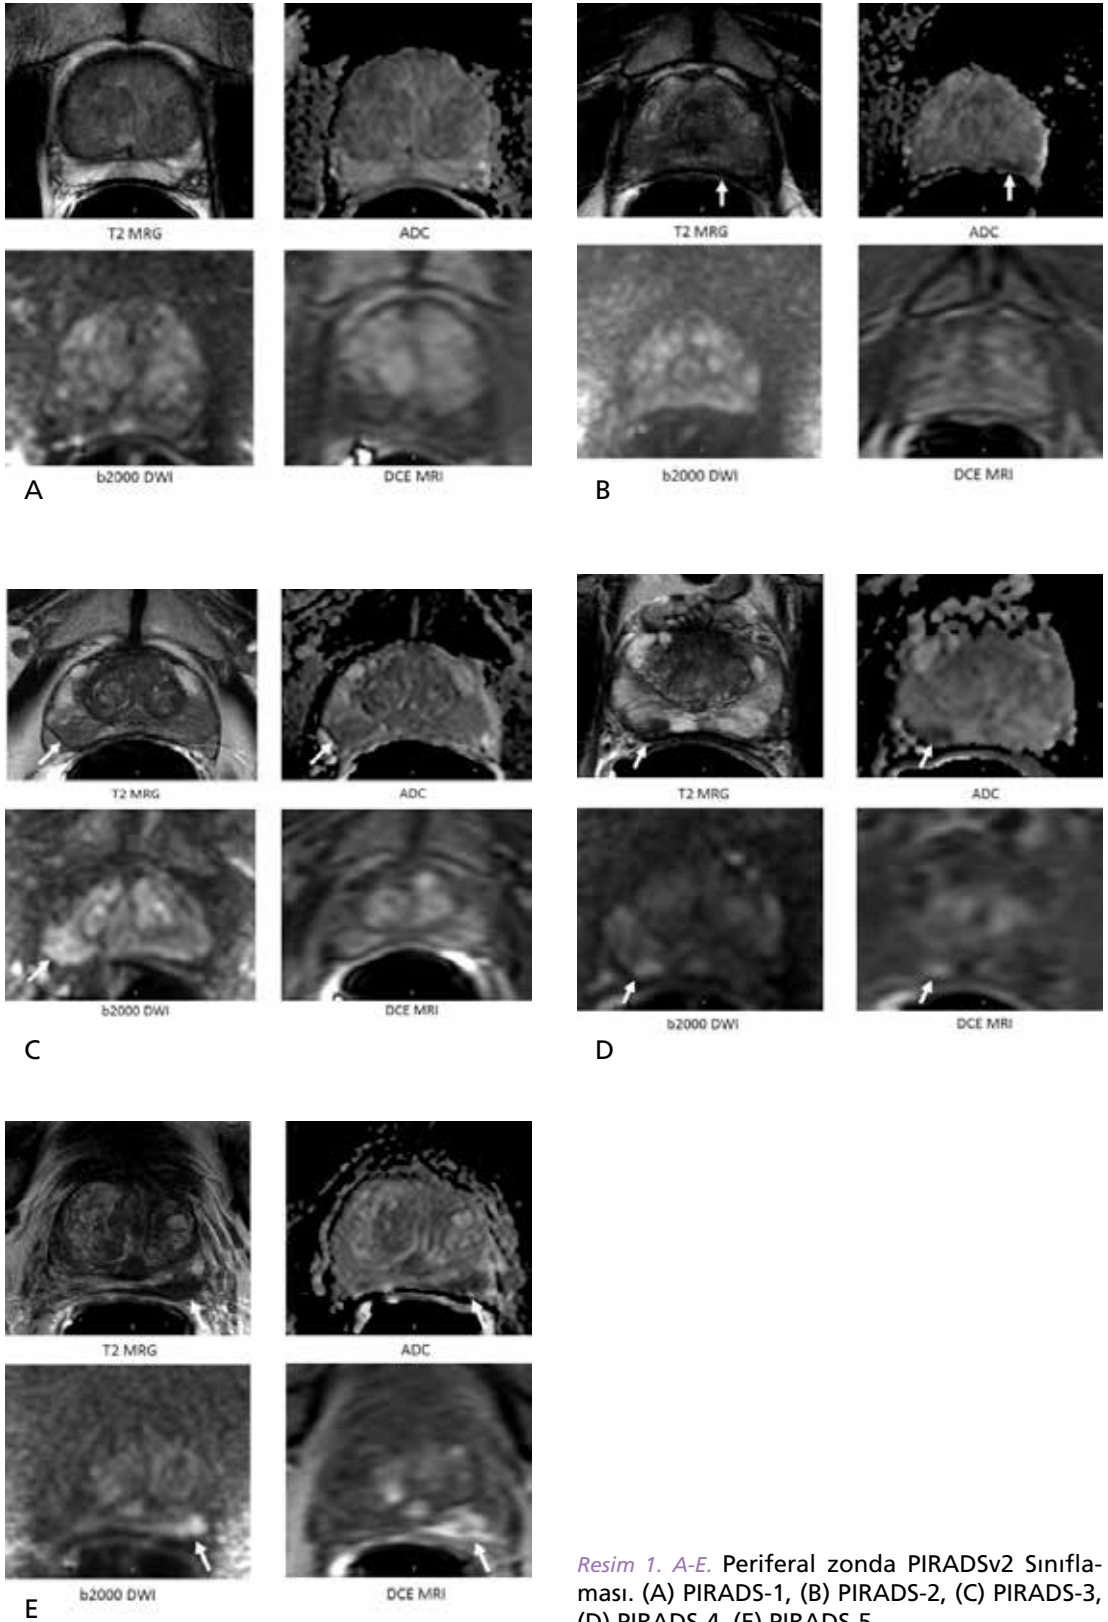 T2 MRG
ADC
b2000 DWI
DCE MRI
A
T2 MRG
ADC
b2000 DWI
DCE MRI
B
T2 MRG
ADC
b2000 DWI
DCE MRI
C
T2 MRG
ADC
b2000 DWI
DCE MRI
D
T2 MRG
ADC
b2000 DWI
DCE MRI
E
Resim 1. A-E. Periferal zonda PIRADSv2 Sınıfla-
ması. (A) PIRADS-1, (B) PIRADS-2, (C) PIRADS-3,
(D) PIRADS-4, (E) PIRADS-5